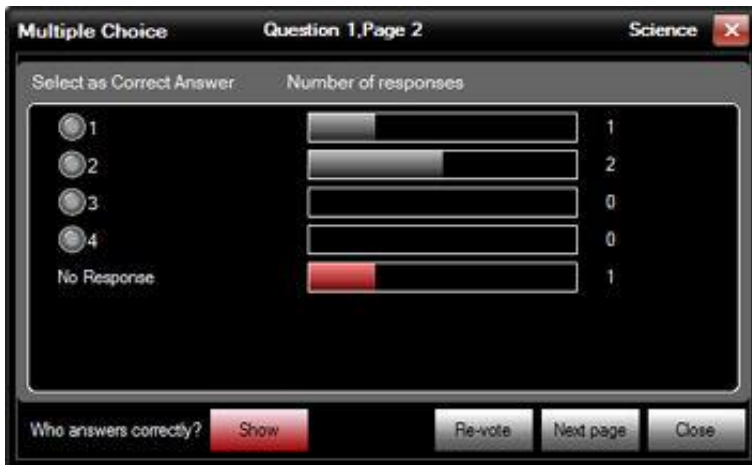 Multiple Choice Question 1,Page 2 Science
Select as Correct Answer Number of responses
1 1
2 2
3 0
4 0
No Response 1
Who answers correctly? Show Re-vote Next page Close